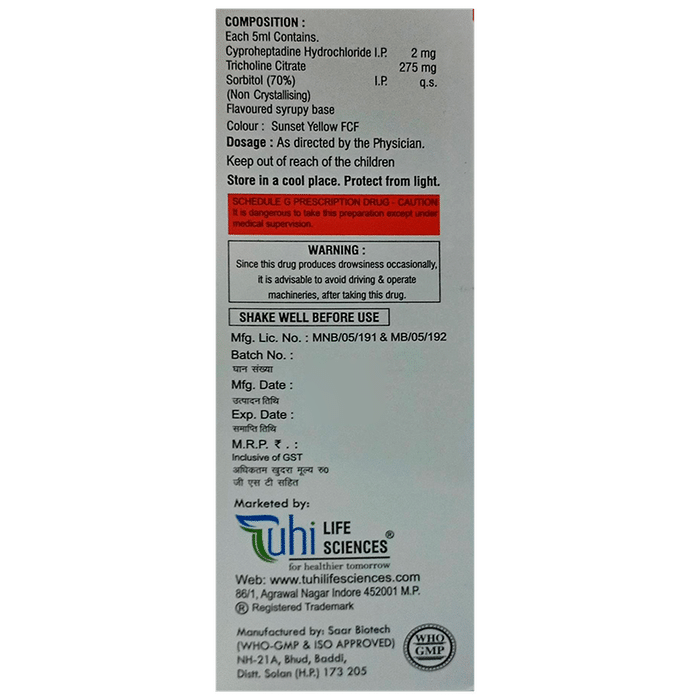 COMPOSITION :
Each 5ml Contains.
Cyproheptadine Hydrochloride I.P. 2 mg
Tricholine Citrate 275 mg
Sorbitol (70%) I.P. q.s.
(Non Crystallising)
Flavoured syrupy base
Colour : Sunset Yellow FCF
Dosage : As directed by the Physician.
Keep out of reach of the children
Store in a cool place. Protect from light.
SCHEDULE G PRESCRIPTION DRUG - CAUTION
It is dangerous to take this preparation except under
medical supervision.
WARNING :
Since this drug produces drowsiness occasionally,
it is advisable to avoid driving & operate
machineries, after taking this drug.
SHAKE WELL BEFORE USE
Mfg. Lic. No. : MNB/05/191 & MB/05/192
Batch No. :
घान संख्या
Mfg. Date :
उत्पादन तिथि
Exp. Date :
समाप्ति तिथि
M.R.P. ₹ . :
Inclusive of GST
अधिकतम खुदरा मूल्य रु०
जी एस टी सहित
Marketed by:
Tuhi LIFE SCIENCES®
for healthier tomorrow
Web: www.tuhilifesciences.com
86/1, Agrawal Nagar Indore 452001 M.P.
® Registered Trademark
Manufactured by: Saar Biotech
(WHO-GMP & ISO APPROVED)
NH-21A, Bhud, Baddi,
Distt. Solan (H.P.) 173 205
WHO
GMP